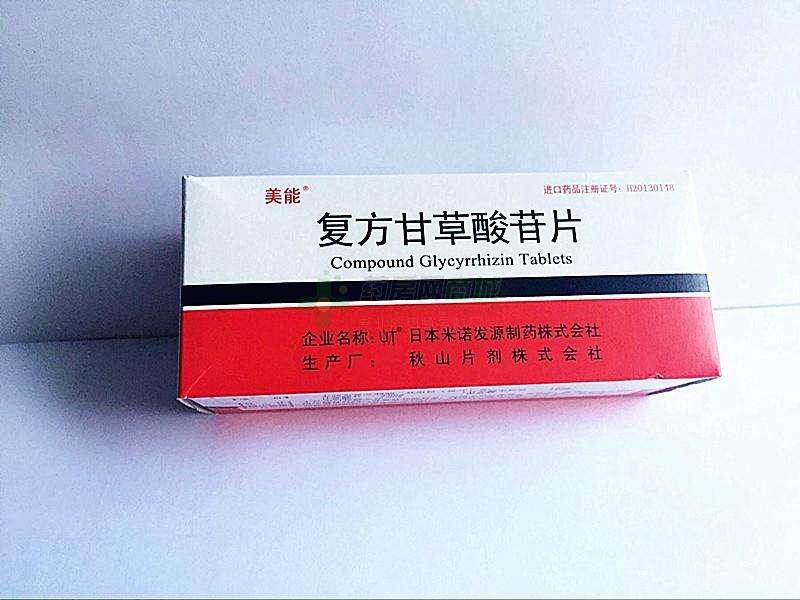 美能®
进口药品注册证号：H20130148
复方甘草酸苷片
Compound Glycyrrhizin Tablets
企业名称：®日本米诺发源制药株式会社
生产厂：秋山片剂株式会社